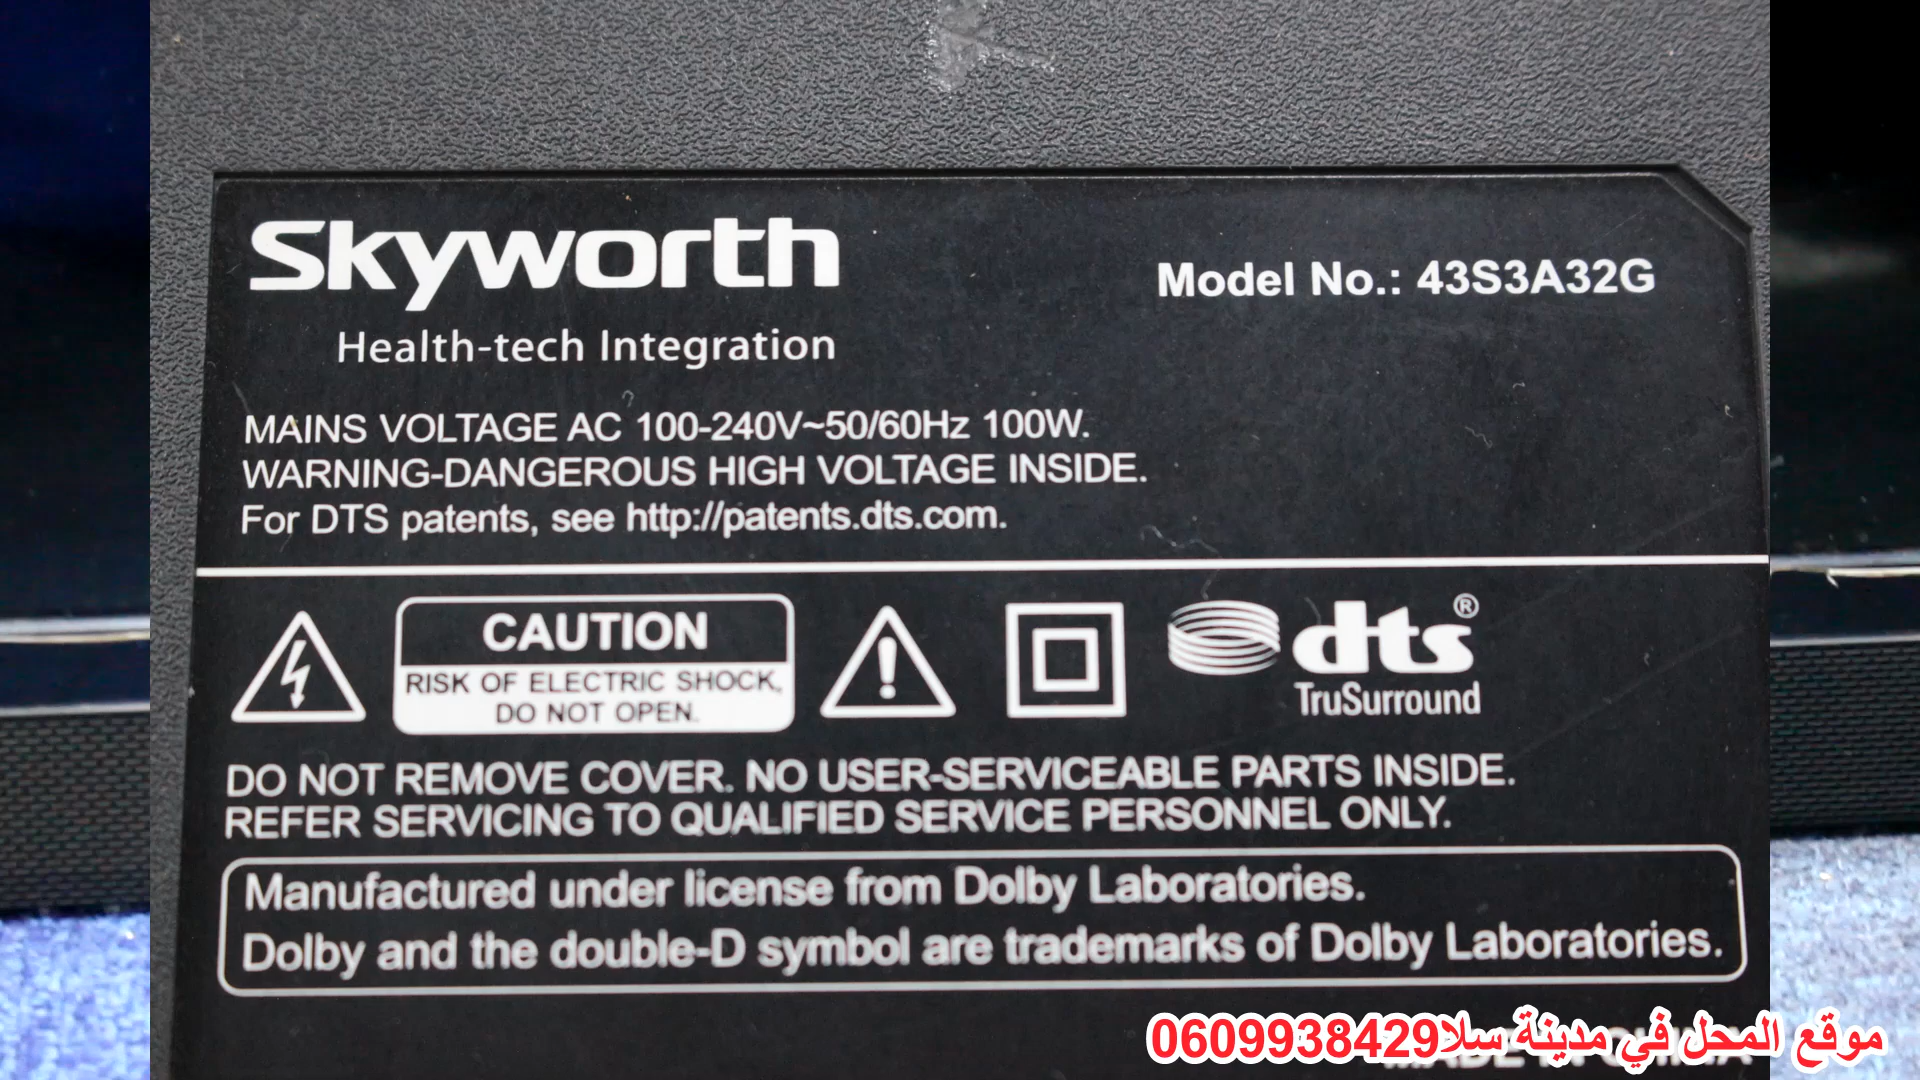 Skyworth
Health-tech Integration
Model No.: 43S3A32G
MAINS VOLTAGE AC 100-240V~50/60Hz 100W.
WARNING-DANGEROUS HIGH VOLTAGE INSIDE.
For DTS patents, see http://patents.dts.com.
CAUTION
RISK OF ELECTRIC SHOCK,
DO NOT OPEN.
dts®
TruSurround
DO NOT REMOVE COVER. NO USER-SERVICEABLE PARTS INSIDE.
REFER SERVICING TO QUALIFIED SERVICE PERSONNEL ONLY.
Manufactured under license from Dolby Laboratories.
Dolby and the double-D symbol are trademarks of Dolby Laboratories.
موقع المحل في مدينة سلا0609938429